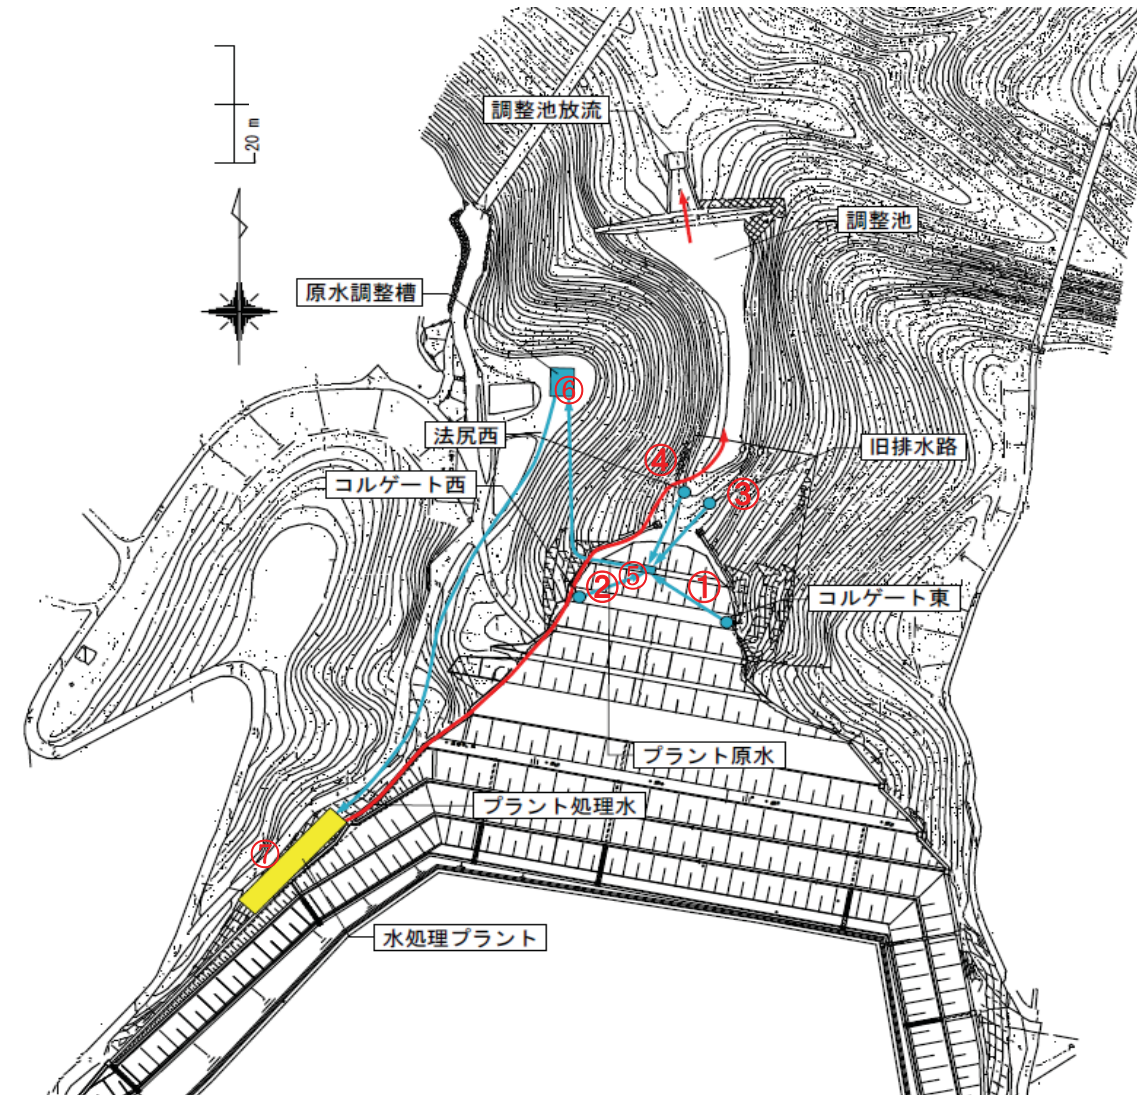 調整池放流
20 m
調整池
原水調整槽
⑥
法尻西
旧排水路
④
コルゲート西
③
⑤
②
①
コルゲート東
プラント原水
プラント処理水
⑦
水処理プラント